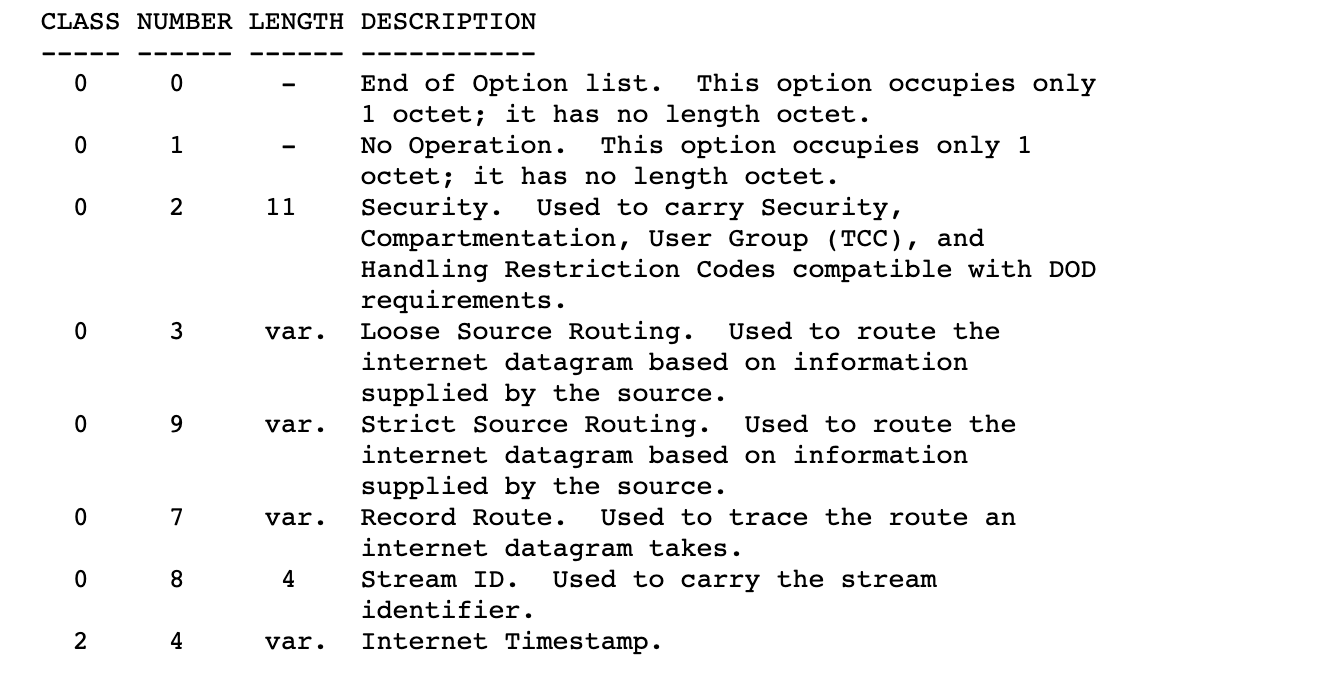 CLASS NUMBER LENGTH DESCRIPTION
----- ------ ------ -----------
0 0 - End of Option list. This option occupies only
1 octet; it has no length octet.
0 1 - No Operation. This option occupies only 1
octet; it has no length octet.
0 2 11 Security. Used to carry Security,
Compartmentation, User Group (TCC), and
Handling Restriction Codes compatible with DOD
requirements.
0 3 var. Loose Source Routing. Used to route the
internet datagram based on information
supplied by the source.
0 9 var. Strict Source Routing. Used to route the
internet datagram based on information
supplied by the source.
0 7 var. Record Route. Used to trace the route an
internet datagram takes.
0 8 4 Stream ID. Used to carry the stream
identifier.
2 4 var. Internet Timestamp.